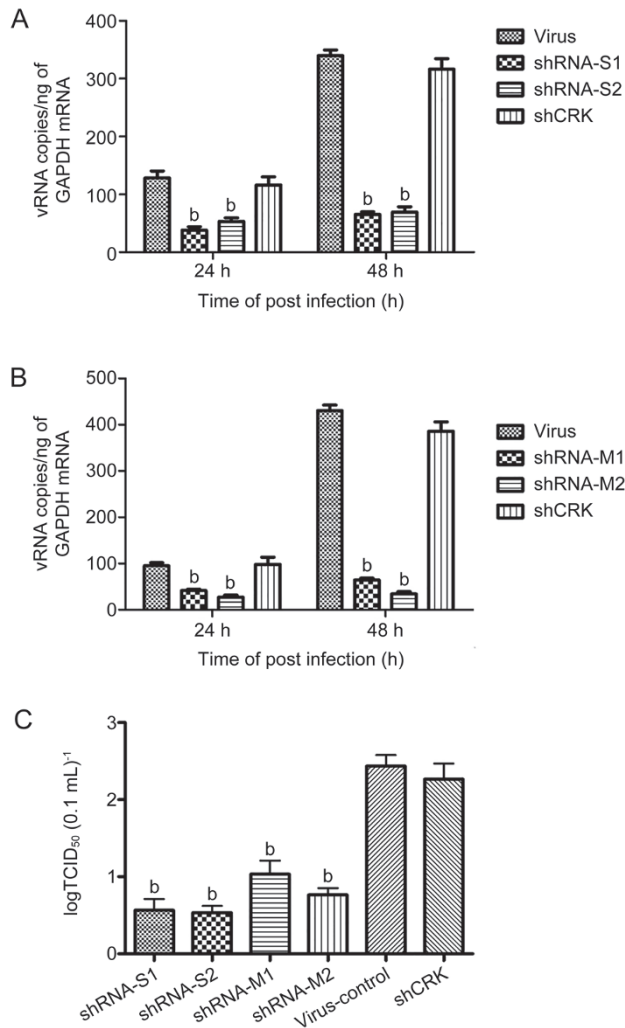 A
vRNA copies/ng of
GAPDH mRNA
400
300
200
100
0
b
b
b
b
24 h
48 h
Time of post infection (h)
Virus
shRNA-S1
shRNA-S2
shCRK
B
vRNA copies/ng of
GAPDH mRNA
500
400
300
200
100
0
b
b
b
b
24 h
48 h
Time of post infection (h)
Virus
shRNA-M1
shRNA-M2
shCRK
C
logTCID₅₀ (0.1 mL)⁻¹
3
2
1
0
b
b
b
b
shRNA-S1
shRNA-S2
shRNA-M1
shRNA-M2
Virus-control
shCRK